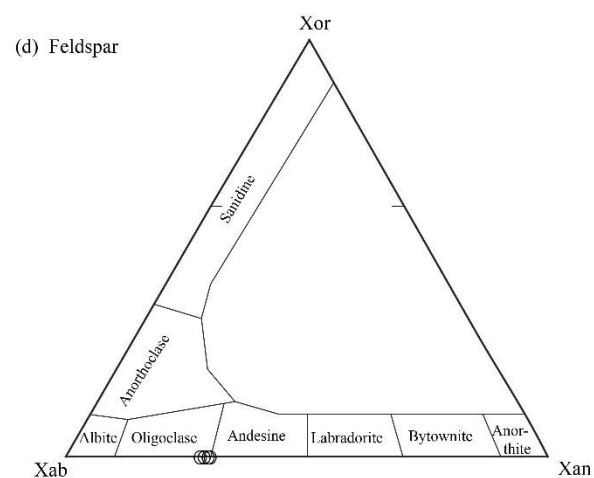 Xor
(d) Feldspar
Sanidine
Anorthoclase
Albite
Oligoclase
Andesine
Labradorite
Bytownite
Anor-
thite
Xab
Xan